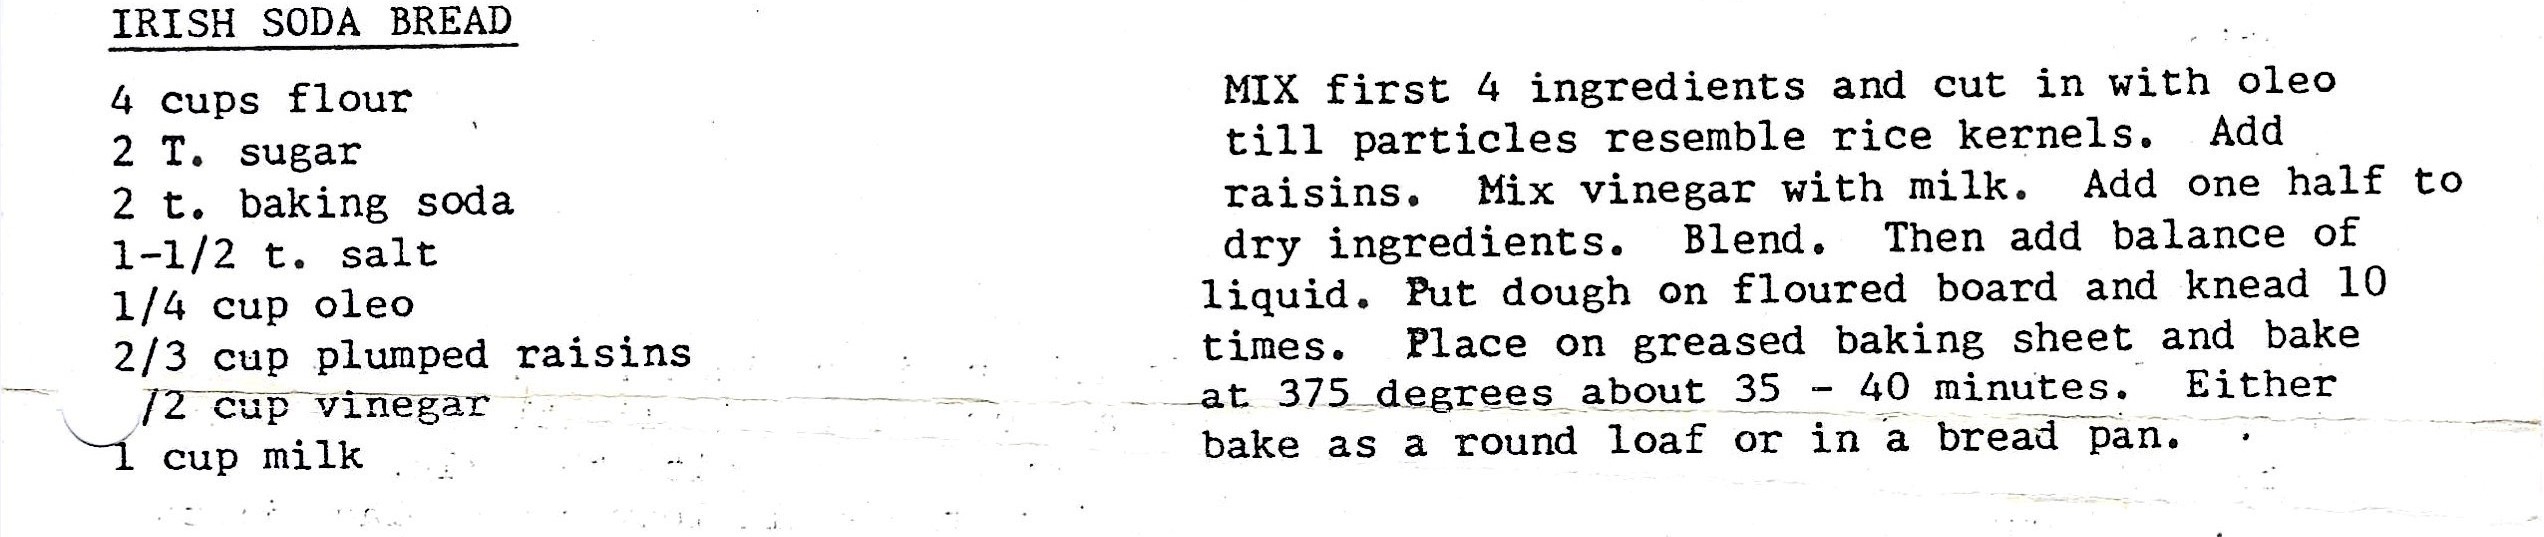 IRISH SODA BREAD
4 cups flour
2 T. sugar
2 t. baking soda
1-1/2 t. salt
1/4 cup oleo
2/3 cup plumped raisins
/2 cup vinegar
1 cup milk
MIX first 4 ingredients and cut in with oleo
till particles resemble rice kernels. Add
raisins. Mix vinegar with milk. Add one half to
dry ingredients. Blend. Then add balance of
liquid. Put dough on floured board and knead 10
times. Place on greased baking sheet and bake
at 375 degrees about 35 - 40 minutes. Either
bake as a round loaf or in a bread pan.